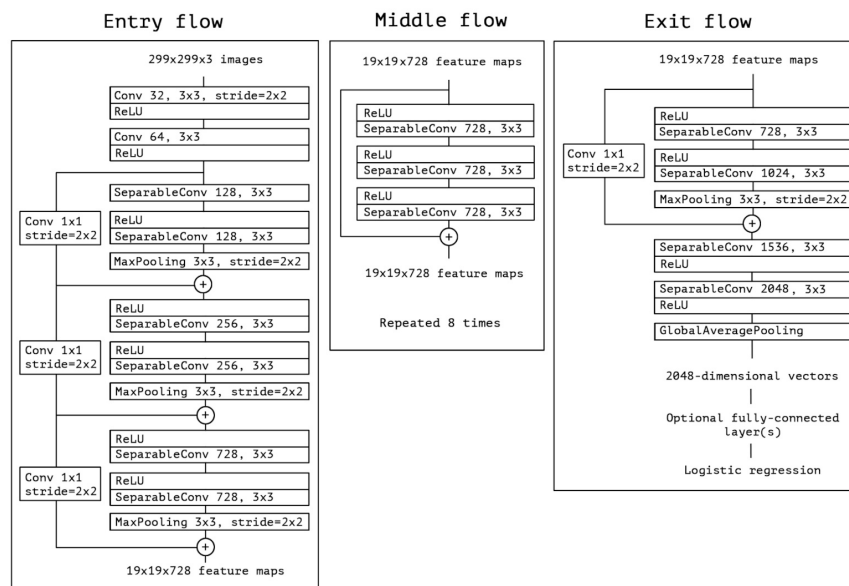 Entry flow
299x299x3 images
Conv 32, 3x3, stride=2x2
ReLU
Conv 64, 3x3
ReLU
SeparableConv 128, 3x3
Conv 1x1
stride=2x2
ReLU
SeparableConv 128, 3x3
MaxPooling 3x3, stride=2x2
+
ReLU
SeparableConv 256, 3x3
Conv 1x1
stride=2x2
ReLU
SeparableConv 256, 3x3
MaxPooling 3x3, stride=2x2
+
ReLU
SeparableConv 728, 3x3
Conv 1x1
stride=2x2
ReLU
SeparableConv 728, 3x3
MaxPooling 3x3, stride=2x2
+
19x19x728 feature maps
Middle flow
19x19x728 feature maps
ReLU
SeparableConv 728, 3x3
ReLU
SeparableConv 728, 3x3
ReLU
SeparableConv 728, 3x3
+
19x19x728 feature maps
Repeated 8 times
Exit flow
19x19x728 feature maps
ReLU
SeparableConv 728, 3x3
Conv 1x1
stride=2x2
ReLU
SeparableConv 1024, 3x3
MaxPooling 3x3, stride=2x2
+
SeparableConv 1536, 3x3
ReLU
SeparableConv 2048, 3x3
ReLU
GlobalAveragePooling
2048-dimensional vectors
Optional fully-connected
layer(s)
Logistic regression